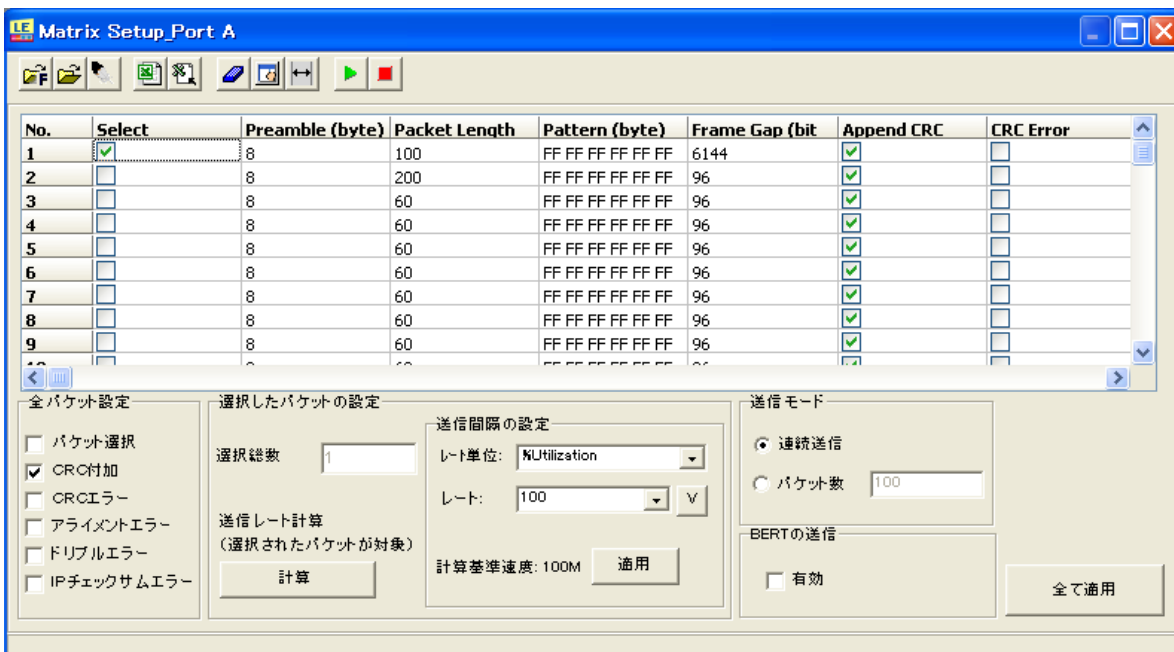 LE Matrix Setup_Port A
F
No. Select Preamble (byte) Packet Length Pattern (byte) Frame Gap (bit Append CRC CRC Error
1 8 100 FF FF FF FF FF FF 6144
2 8 200 FF FF FF FF FF FF 96
3 8 60 FF FF FF FF FF FF 96
4 8 60 FF FF FF FF FF FF 96
5 8 60 FF FF FF FF FF FF 96
6 8 60 FF FF FF FF FF FF 96
7 8 60 FF FF FF FF FF FF 96
8 8 60 FF FF FF FF FF FF 96
9 8 60 FF FF FF FF FF FF 96
全パケット設定
パケット選択
CRC付加
CRCエラー
アライメントエラー
ドリブルエラー
IPチェックサムエラー
選択したパケットの設定
選択総数 1
送信レート計算
(選択されたパケットが対象)
計算
送信間隔の設定
レート単位: %Utilization
レート: 100 V
計算基準速度: 100M 適用
送信モード
連続送信
パケット数 100
BERTの送信
有効
全て適用